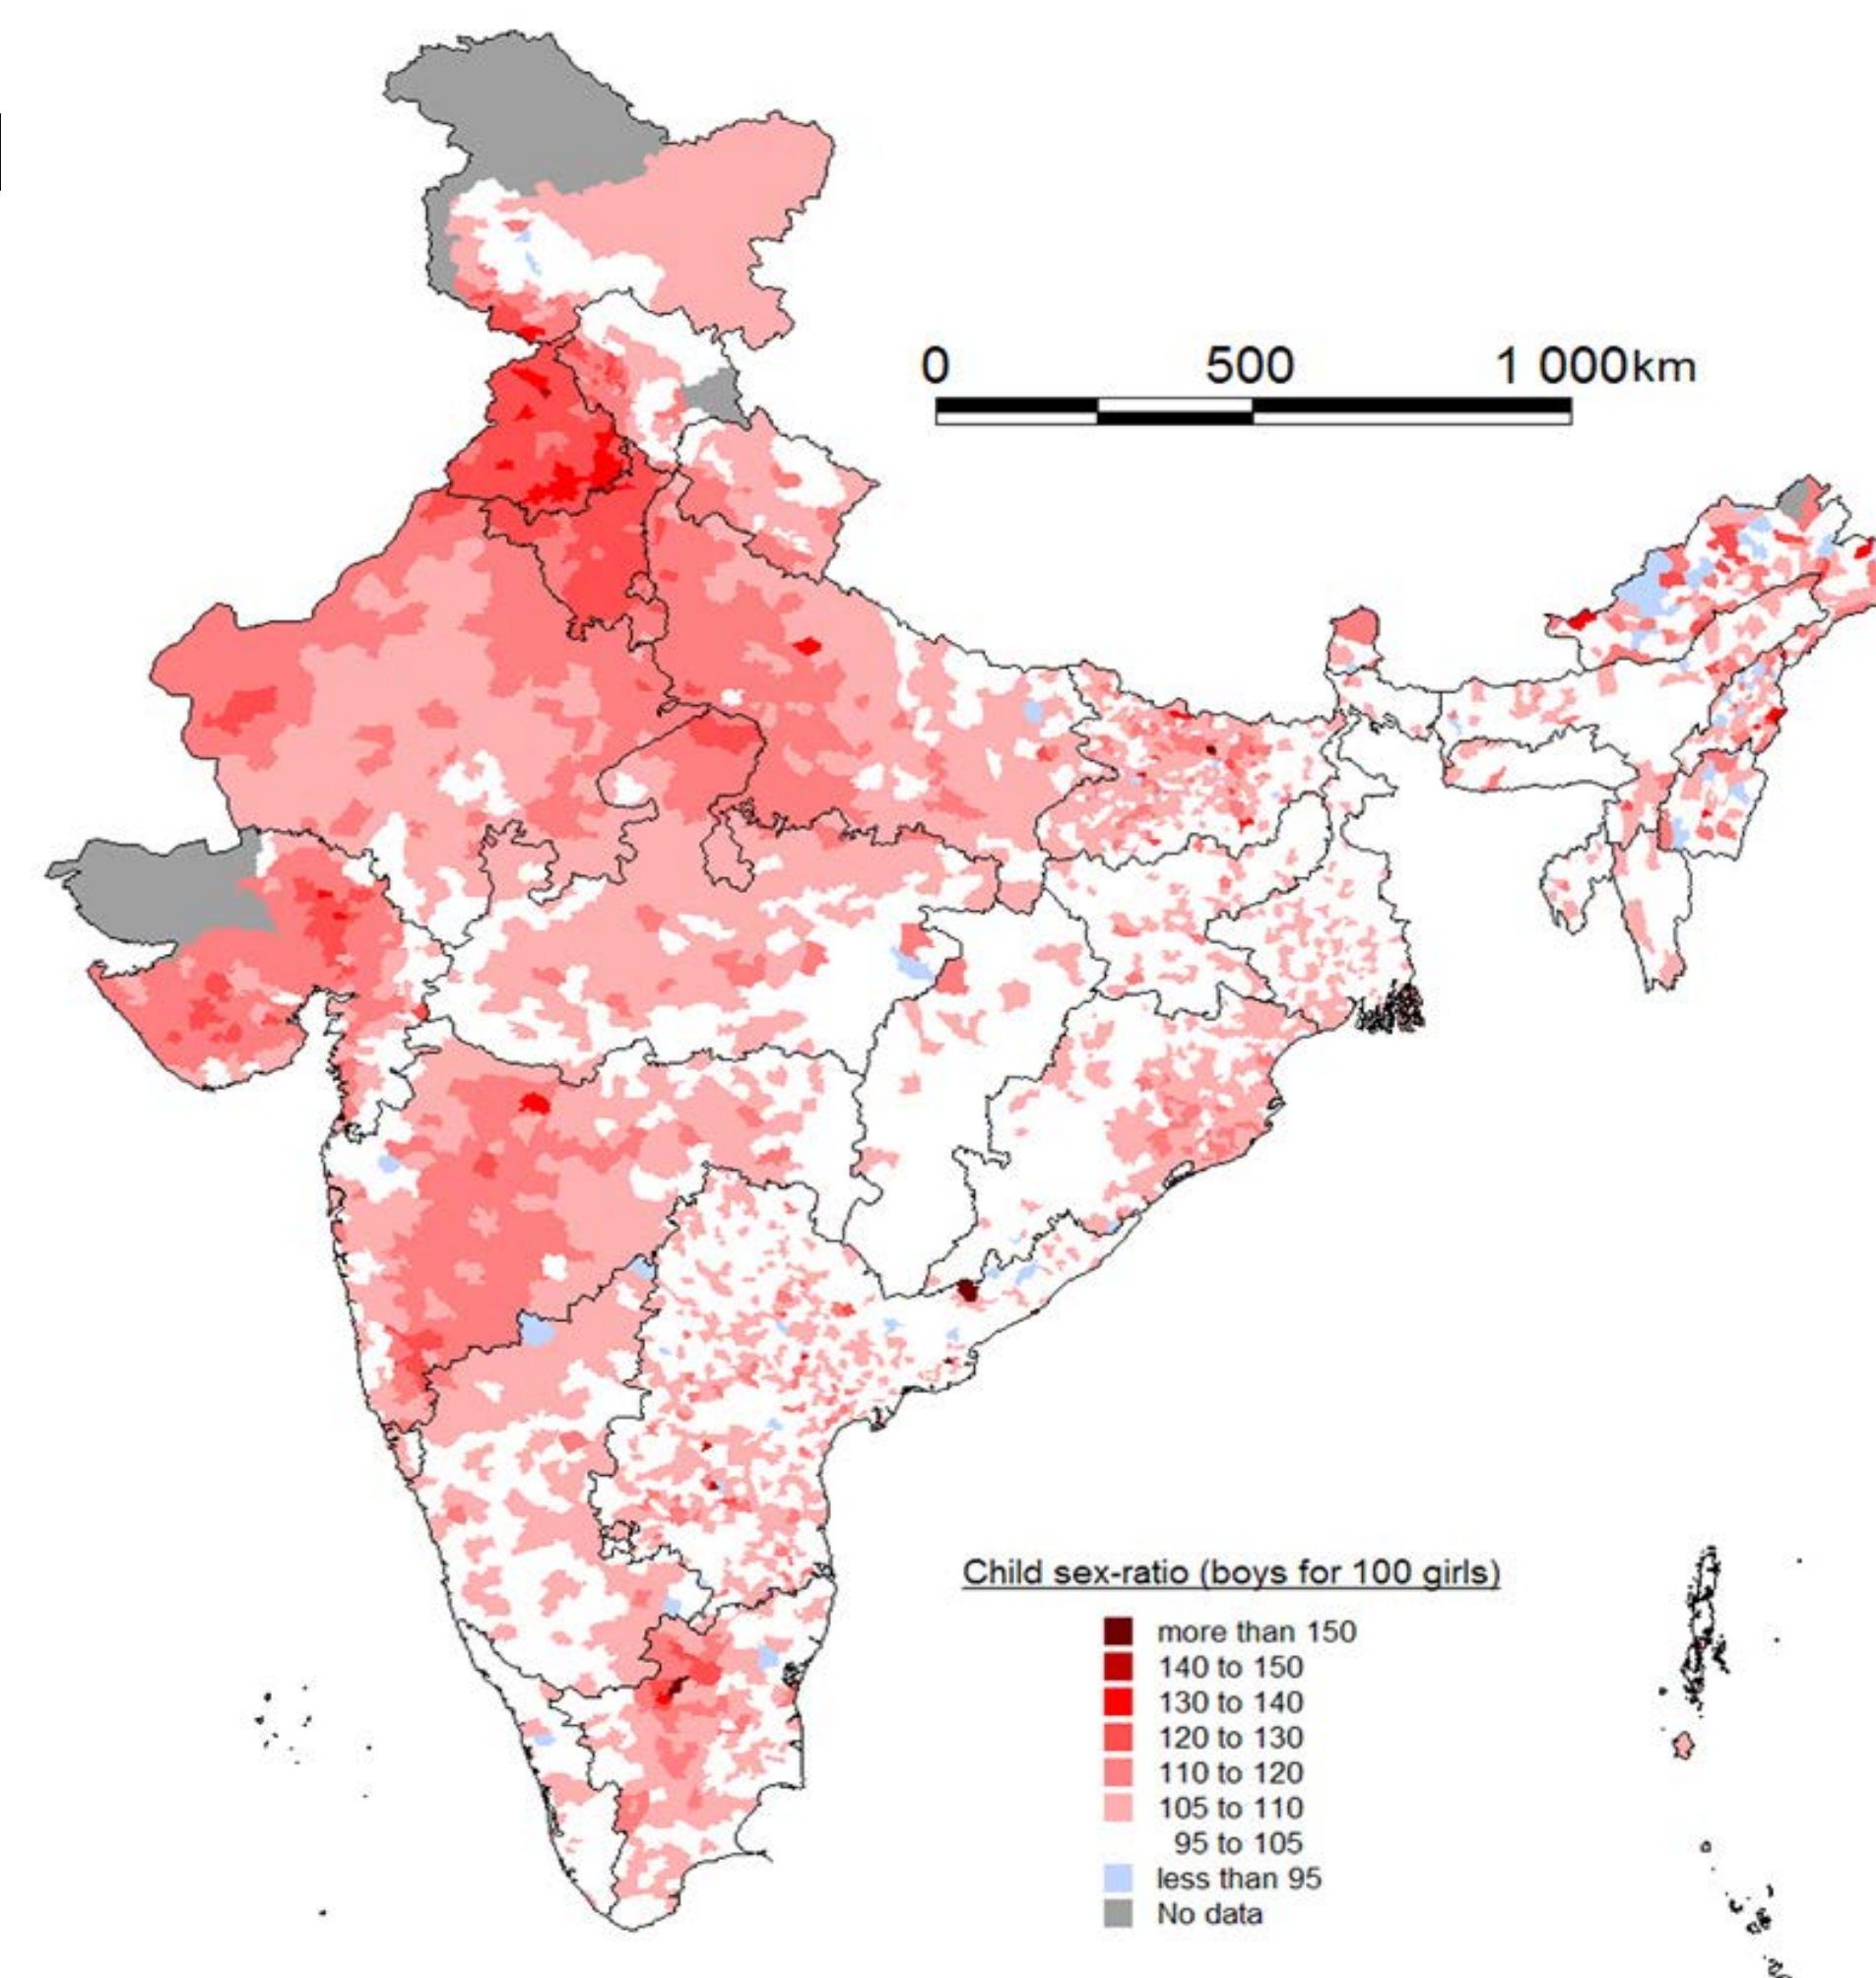 0 500 1 000km
Child sex-ratio (boys for 100 girls)
more than 150
140 to 150
130 to 140
120 to 130
110 to 120
105 to 110
95 to 105
less than 95
No data